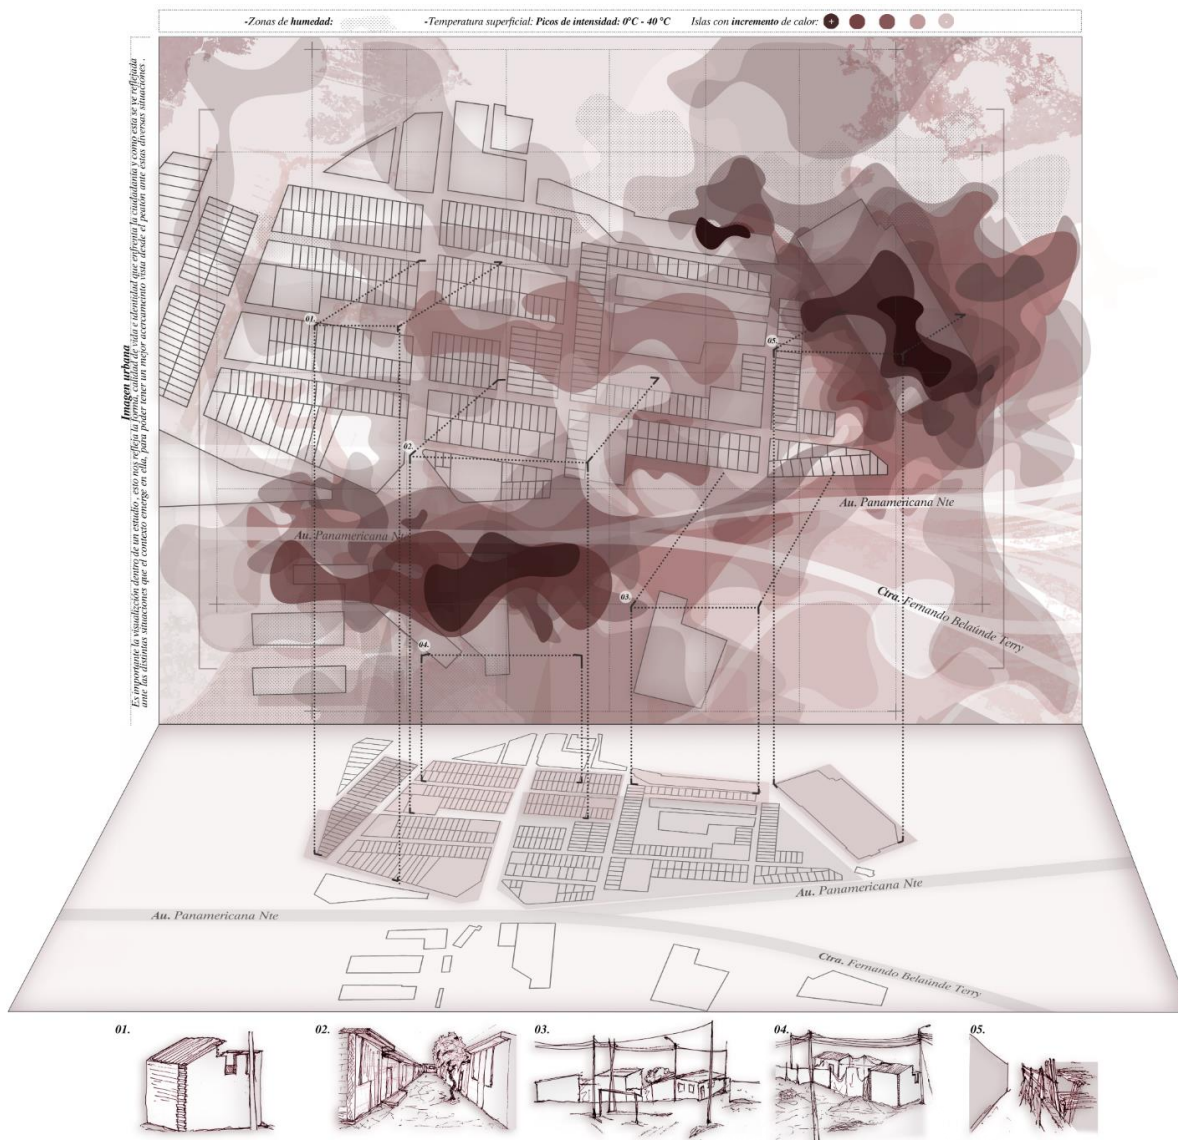 -Zonas de humedad:
-Temperatura superficial: Picos de intensidad: 0°C - 40 °C
Islas con incremento de calor: + -
Imagen urbana
Es importante la visualizción dentro de un estudio , esto nos refleja la forma, calidad de vida e identidad que enfrenta la ciudadanía y como esta se ve reflejada
ante las distintas situaciones que el contexto emerge en ella, para póder tener un mejor acercamiento vista desde el peatón ante estas diversas situaciones .
01.
05.
02.
Au. Panamericana Nte
Au. Panamericana Nte
03.
Ctra. Fernando Belaúnde Terry
04.
Au. Panamericana Nte
Au. Panamericana Nte
Ctra. Fernando Belaúnde Terry
01.
02.
03.
04.
05.